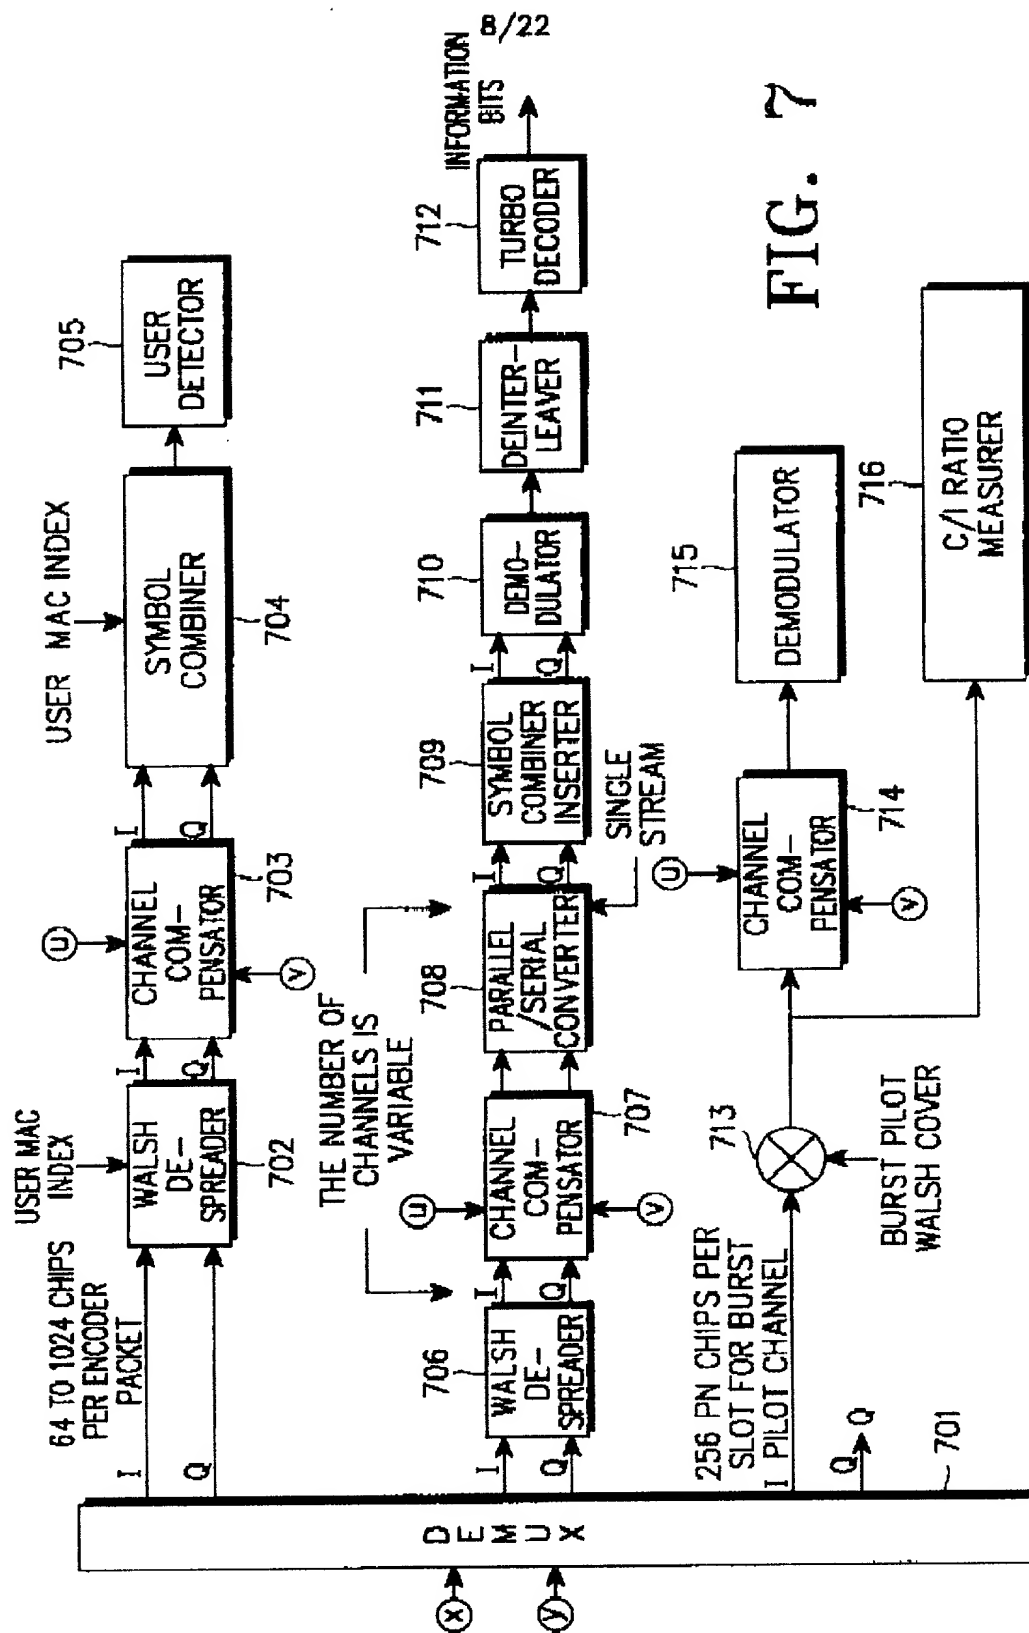 8/22
USER MAC
INDEX
64 TO 1024 CHIPS
PER ENCODER
PACKET
I
Q
WALSH
DE-
SPREADER
702
I
Q
U
CHANNEL
COM-
PENSATOR
703
V
I
Q
USER MAC INDEX
SYMBOL
COMBINER
704
705
USER
DETECTOR
X
y
D
E
M
U
X
701
I
Q
706
WALSH
DE-
SPREADER
I
Q
THE NUMBER OF
CHANNELS IS
VARIABLE
U
CHANNEL
COM-
PENSATOR
707
V
708
PARALLEL
/SERIAL
CONVERTER
I
Q
SINGLE
STREAM
709
SYMBOL
COMBINER
INSERTER
I
Q
710
DEMO-
DULATOR
711
DEINTER-
LEAVER
712
TURBO
DECODER
INFORMATION
BITS
256 PN CHIPS PER
SLOT FOR BURST
I PILOT CHANNEL
Q
Q
713
BURST PILOT
WALSH COVER
U
CHANNEL
COM-
PENSATOR
714
V
715
DEMODULATOR
716
C/I RATIO
MEASURER
FIG. 7